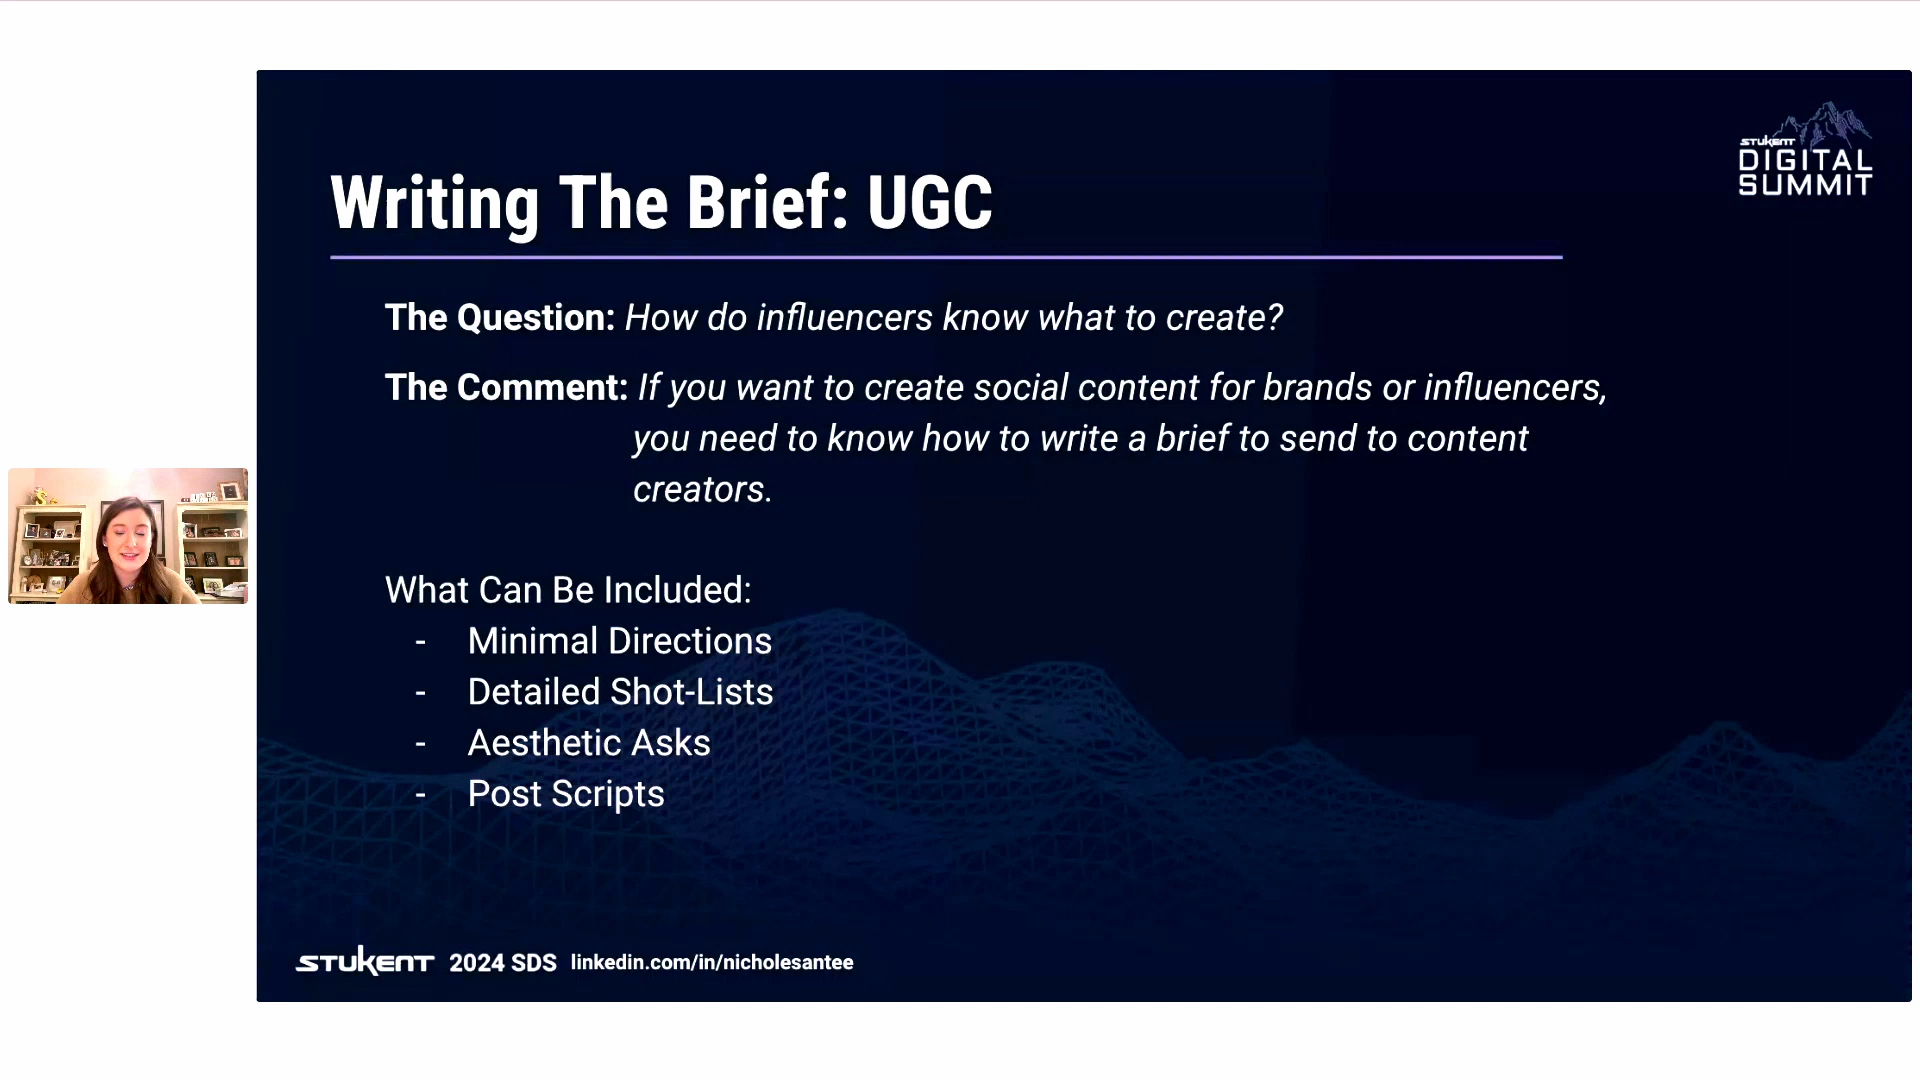 STUKENT
DIGITAL
SUMMIT
Writing The Brief: UGC
The Question: How do influencers know what to create?
The Comment: If you want to create social content for brands or influencers,
you need to know how to write a brief to send to content
creators.
What Can Be Included:
- Minimal Directions
- Detailed Shot-Lists
- Aesthetic Asks
- Post Scripts
STUKENT 2024 SDS linkedin.com/in/nicholesantee